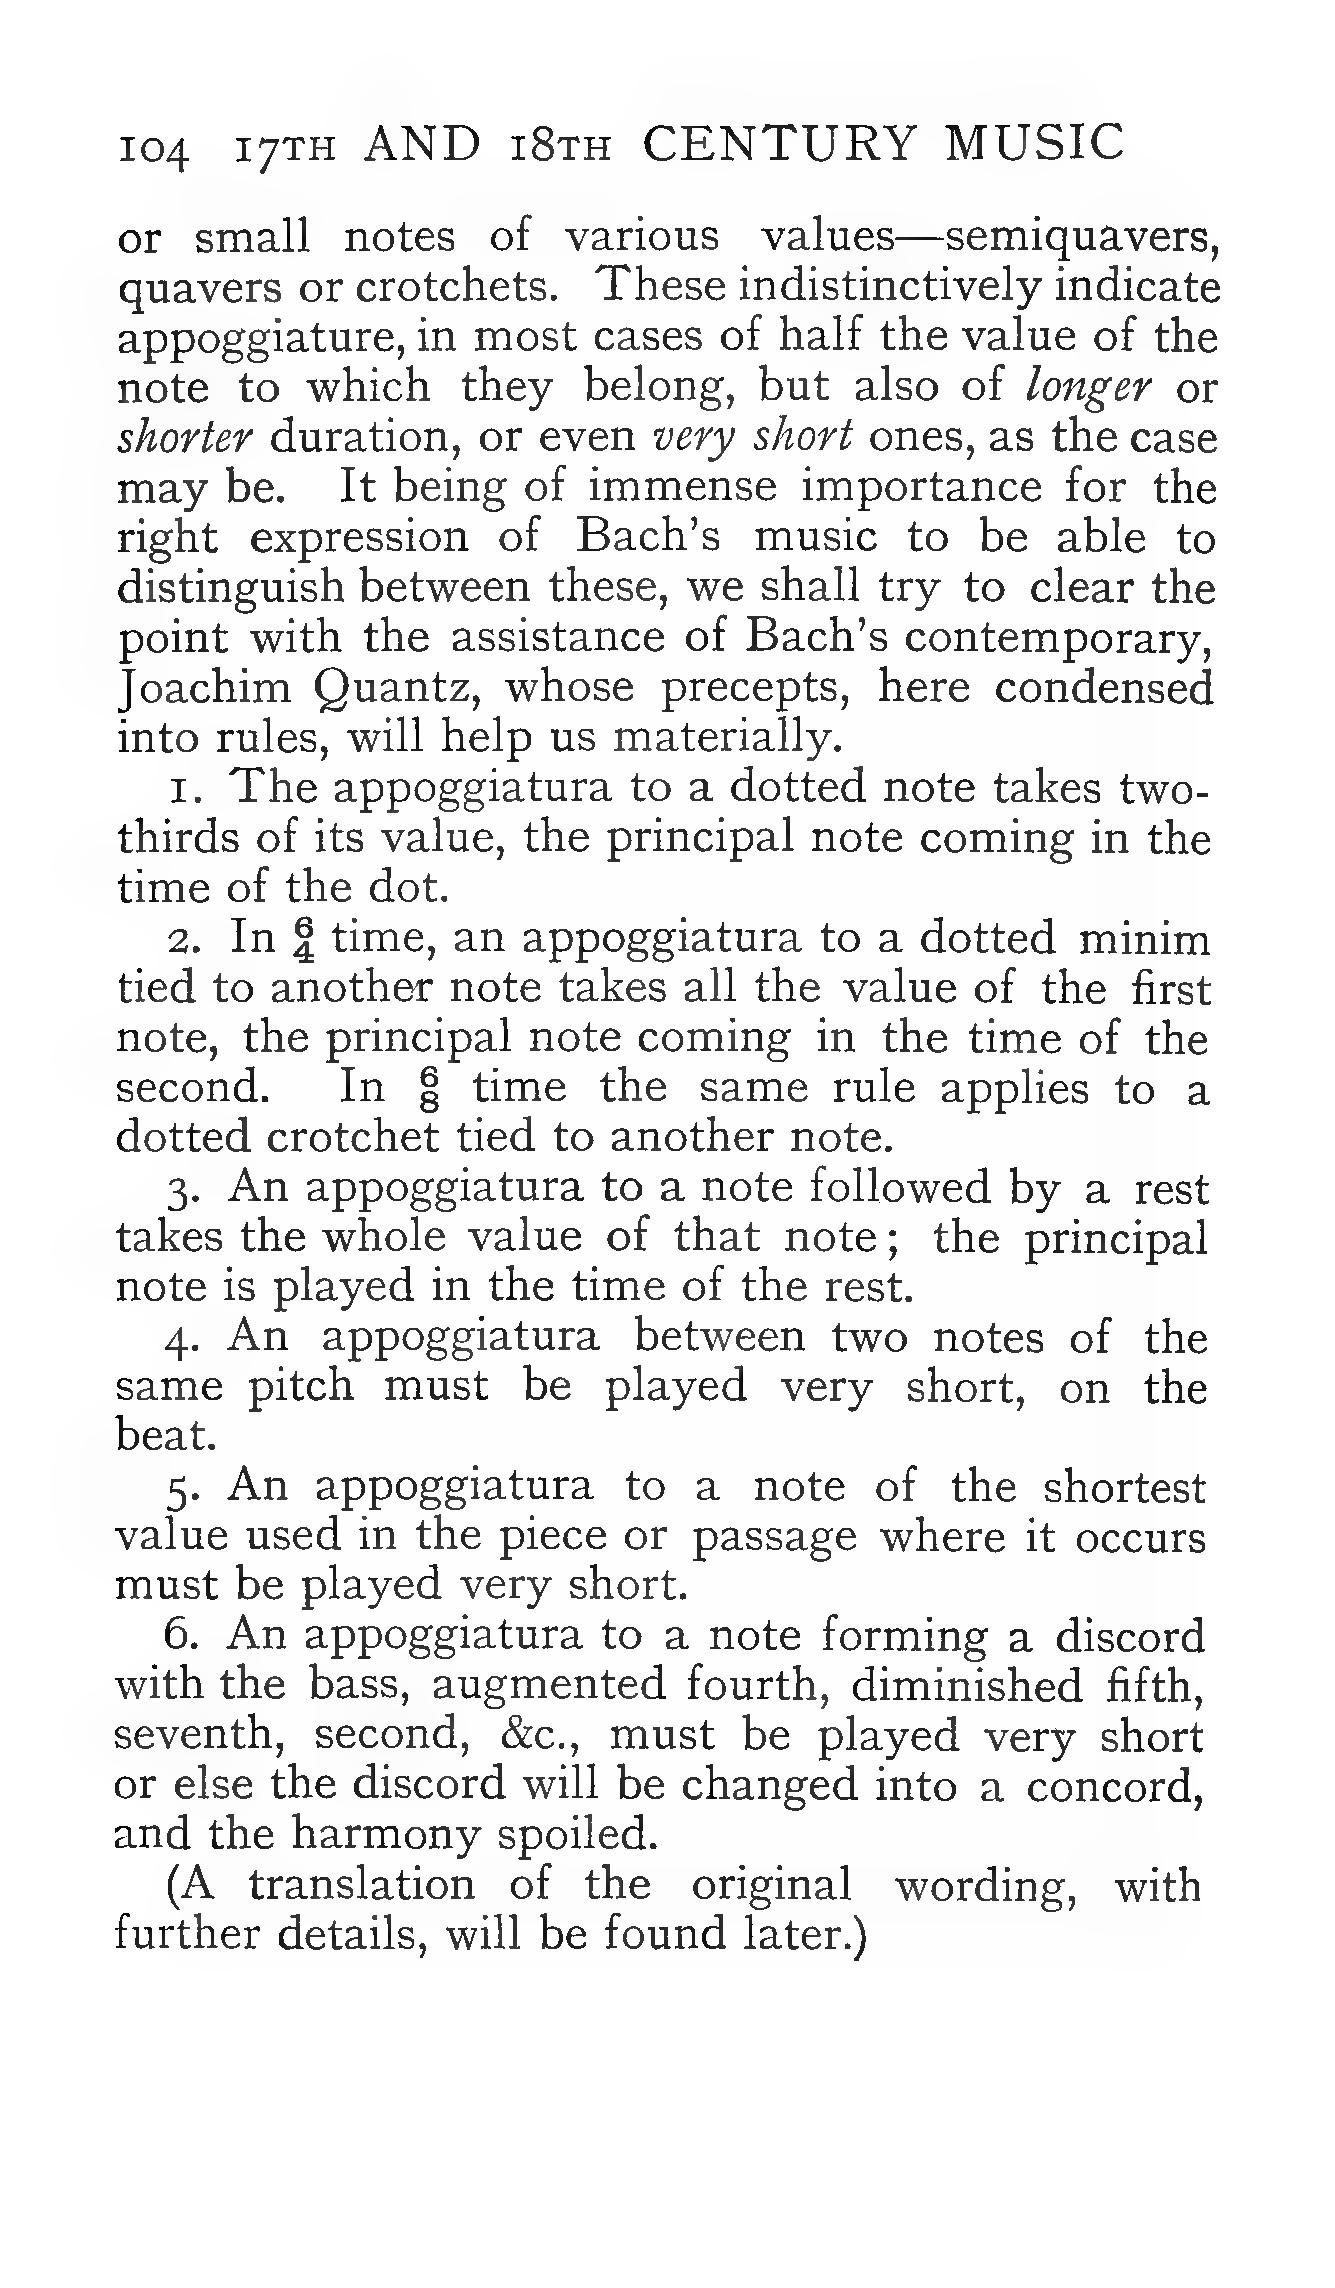 104 17TH AND 18TH CENTURY MUSIC
or small notes of various values—semiquavers,
quavers or crotchets. These indistinctively indicate
appoggiature, in most cases of half the value of the
note to which they belong, but also of longer or
shorter duration, or even very short ones, as the case
may be. It being of immense importance for the
right expression of Bach's music to be able to
distinguish between these, we shall try to clear the
point with the assistance of Bach's contemporary,
Joachim Quantz, whose precepts, here condensed
into rules, will help us materially.
1. The appoggiatura to a dotted note takes two-
thirds of its value, the principal note coming in the
time of the dot.
2. In 6/4 time, an appoggiatura to a dotted minim
tied to another note takes all the value of the first
note, the principal note coming in the time of the
second. In 6/8 time the same rule applies to a
dotted crotchet tied to another note.
3. An appoggiatura to a note followed by a rest
takes the whole value of that note; the principal
note is played in the time of the rest.
4. An appoggiatura between two notes of the
same pitch must be played very short, on the
beat.
5. An appoggiatura to a note of the shortest
value used in the piece or passage where it occurs
must be played very short.
6. An appoggiatura to a note forming a discord
with the bass, augmented fourth, diminished fifth,
seventh, second, &c., must be played very short
or else the discord will be changed into a concord,
and the harmony spoiled.
(A translation of the original wording, with
further details, will be found later.)